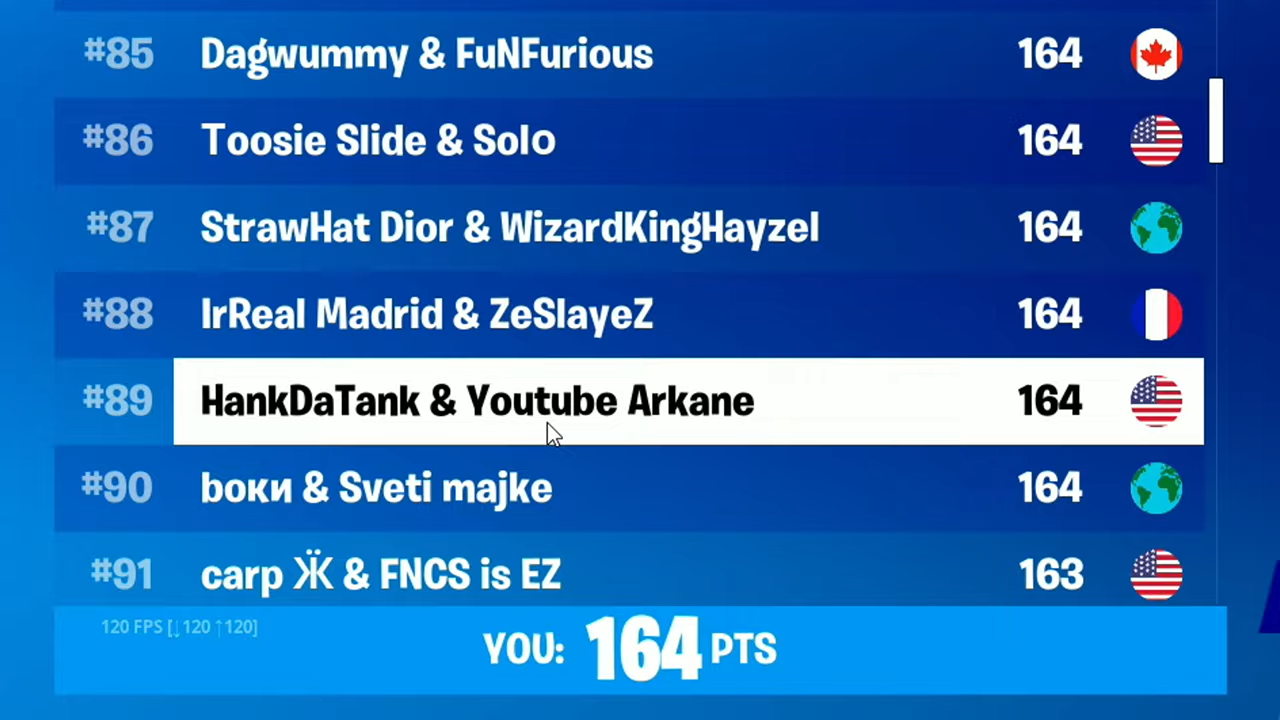 #85 Dagwummy & FuNFurious 164
#86 Toosie Slide & Solo 164
#87 StrawHat Dior & WizardKingHayzel 164
#88 IrReal Madrid & ZeSlayeZ 164
#89 HankDaTank & Youtube Arkane 164
#90 ьоки & Sveti majke 164
#91 carp Ӝ & FNCS is EZ 163
120 FPS [↓120 ↑120]
YOU: 164 PTS